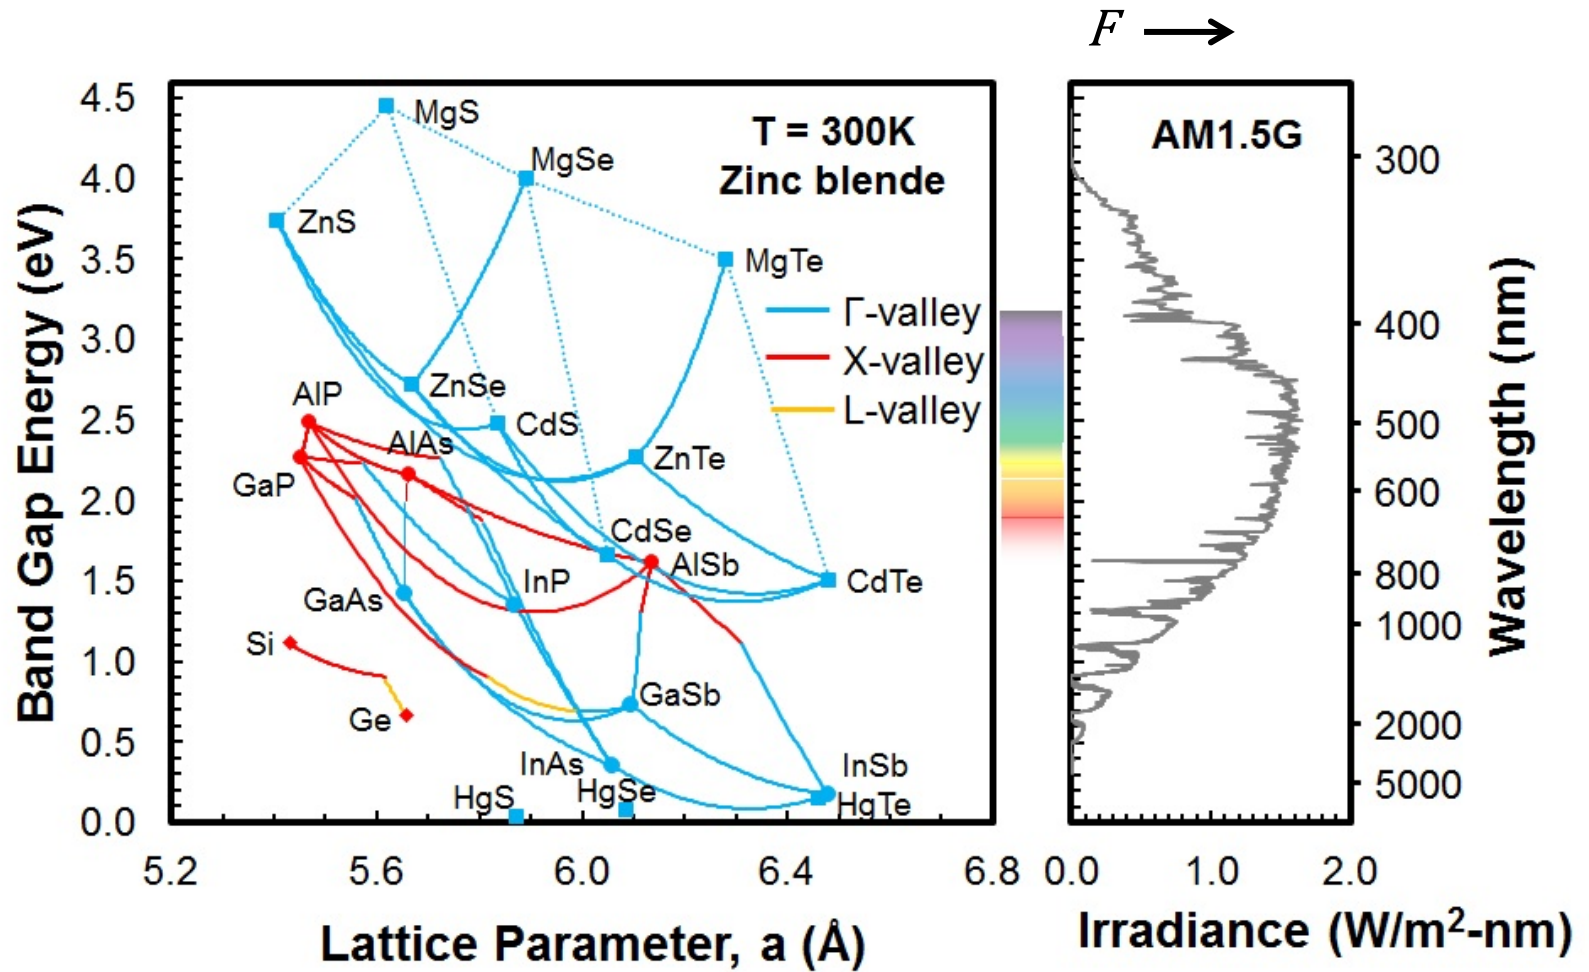 F
4.5
4.0
3.5
3.0
2.5
2.0
1.5
1.0
0.5
0.0
Band Gap Energy (eV)
5.2
5.6
6.0
6.4
6.8
Lattice Parameter, a (Å)
T = 300K
Zinc blende
Γ-valley
X-valley
L-valley
MgS
MgSe
ZnS
MgTe
ZnSe
AlP
CdS
AlAs
ZnTe
GaP
CdSe
AlSb
InP
CdTe
GaAs
Si
GaSb
Ge
InAs
InSb
HgSe
HgS
HgTe
AM1.5G
300
400
500
600
800
1000
2000
5000
Wavelength (nm)
0.0
1.0
2.0
Irradiance (W/m²-nm)